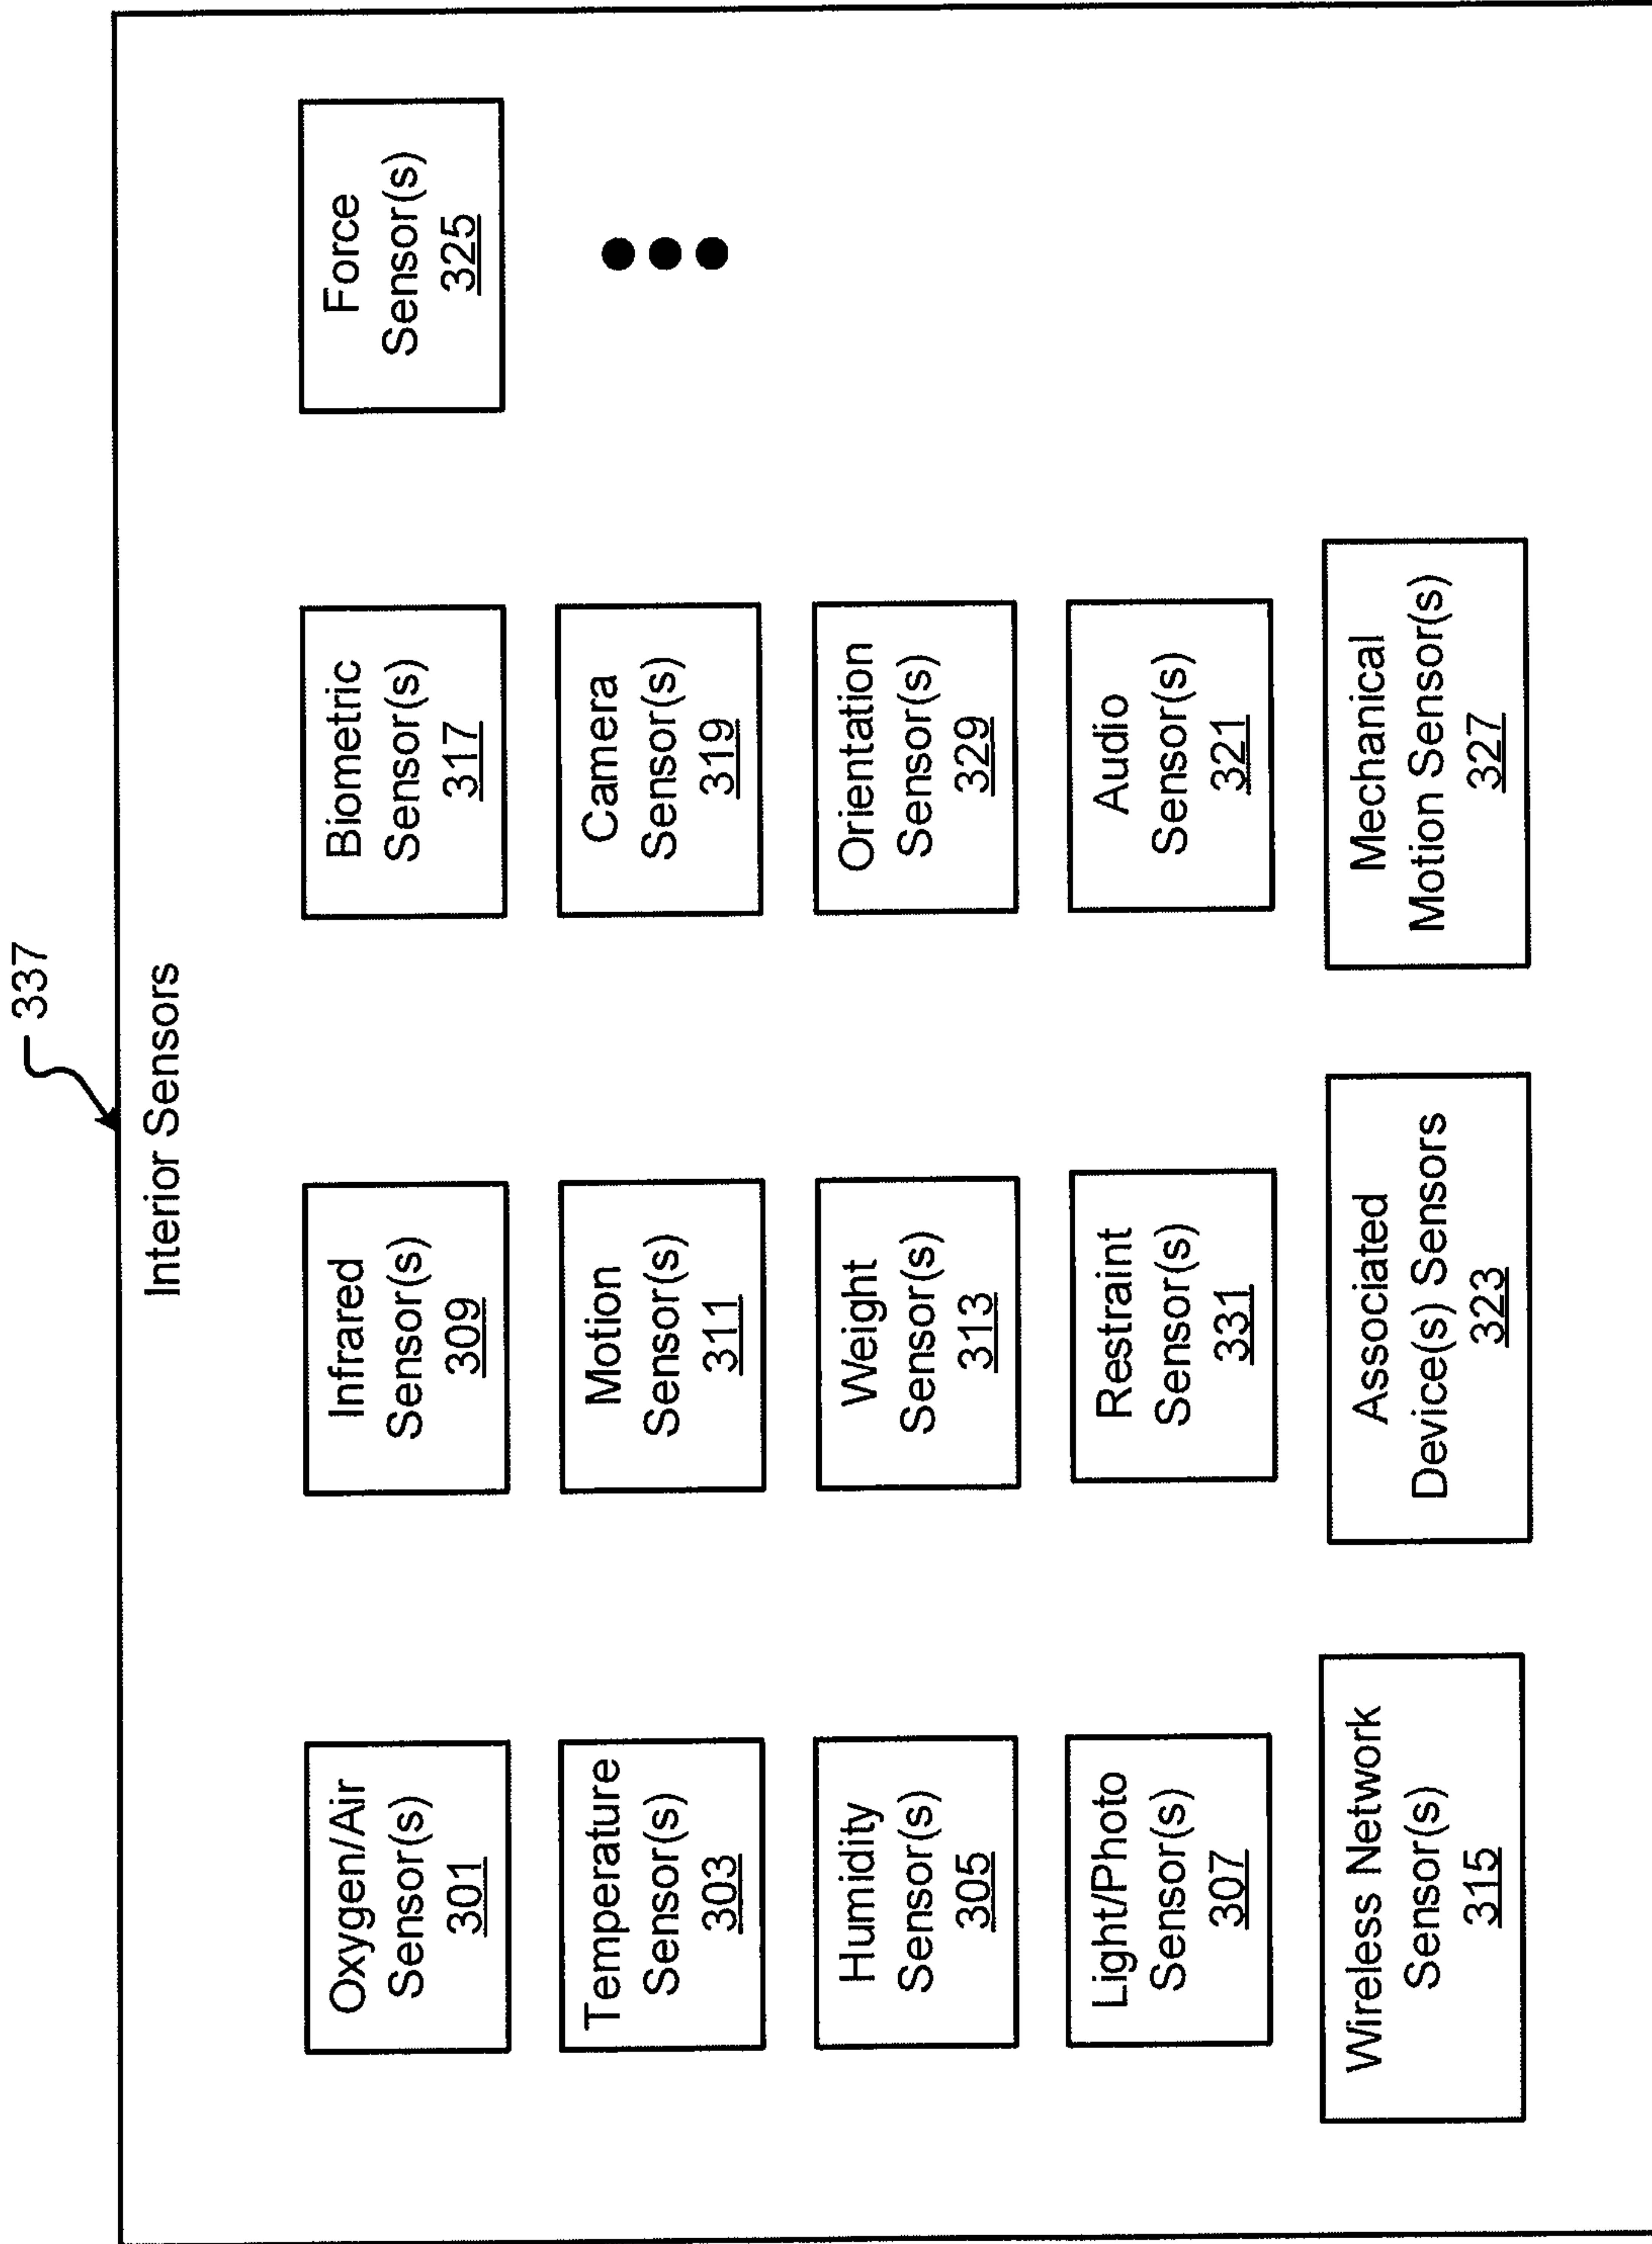 337
Interior Sensors
Oxygen/Air
Sensor(s)
301
Temperature
Sensor(s)
303
Humidity
Sensor(s)
305
Light/Photo
Sensor(s)
307
Wireless Network
Sensor(s)
315
Infrared
Sensor(s)
309
Motion
Sensor(s)
311
Weight
Sensor(s)
313
Restraint
Sensor(s)
331
Associated
Device(s) Sensors
323
Biometric
Sensor(s)
317
Camera
Sensor(s)
319
Orientation
Sensor(s)
329
Audio
Sensor(s)
321
Mechanical
Motion Sensor(s)
327
Force
Sensor(s)
325